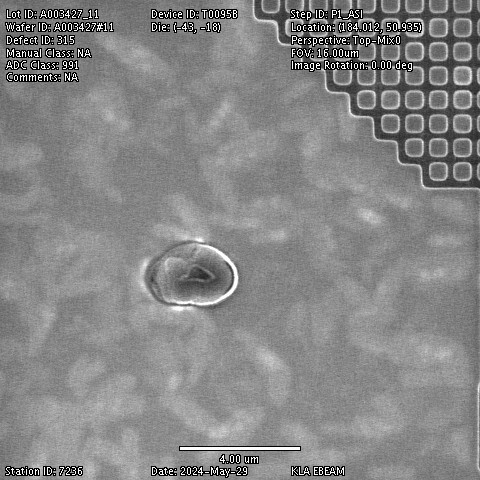 Lot ID: A003427_11
Wafer ID: A003427#11
Defect ID: 315
Manual Class: NA
ADC Class: 991
Comments: NA
Device ID: T0095B
Die: (-43, -18)
Step ID: P1_ASI
Location: (184.012, 50.935)
Perspective: Top-Mix0
FOV: 16.00um
Image Rotation: 0.00 deg
4.00 um
Station ID: 7236
Date: 2024-May-29
KLA EBEAM